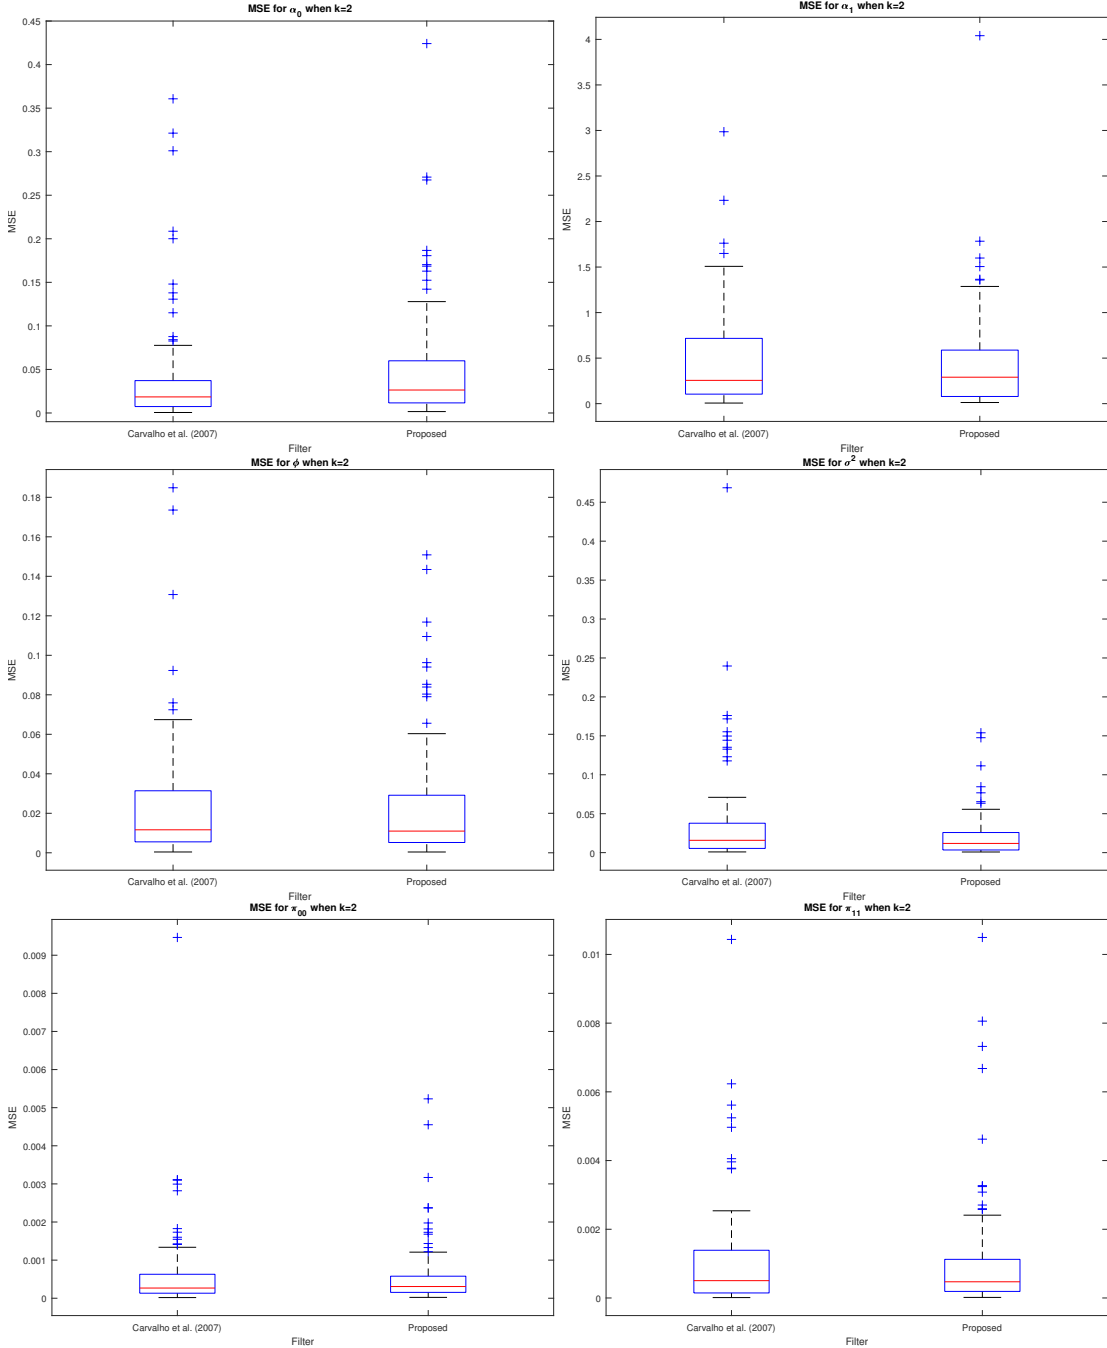 MSE for α0 when k=2
0.45
0.4
0.35
0.3
0.25
0.2
0.15
0.1
0.05
0
MSE
Carvalho et al. (2007)
Proposed
Filter
MSE for α1 when k=2
4
3.5
3
2.5
2
1.5
1
0.5
0
MSE
Carvalho et al. (2007)
Proposed
Filter
MSE for ϕ when k=2
0.18
0.16
0.14
0.12
0.1
0.08
0.06
0.04
0.02
0
MSE
Carvalho et al. (2007)
Proposed
Filter
MSE for σ² when k=2
0.45
0.4
0.35
0.3
0.25
0.2
0.15
0.1
0.05
0
MSE
Carvalho et al. (2007)
Proposed
Filter
MSE for π00 when k=2
0.009
0.008
0.007
0.006
0.005
0.004
0.003
0.002
0.001
0
MSE
Carvalho et al. (2007)
Proposed
Filter
MSE for π11 when k=2
0.01
0.008
0.006
0.004
0.002
0
MSE
Carvalho et al. (2007)
Proposed
Filter